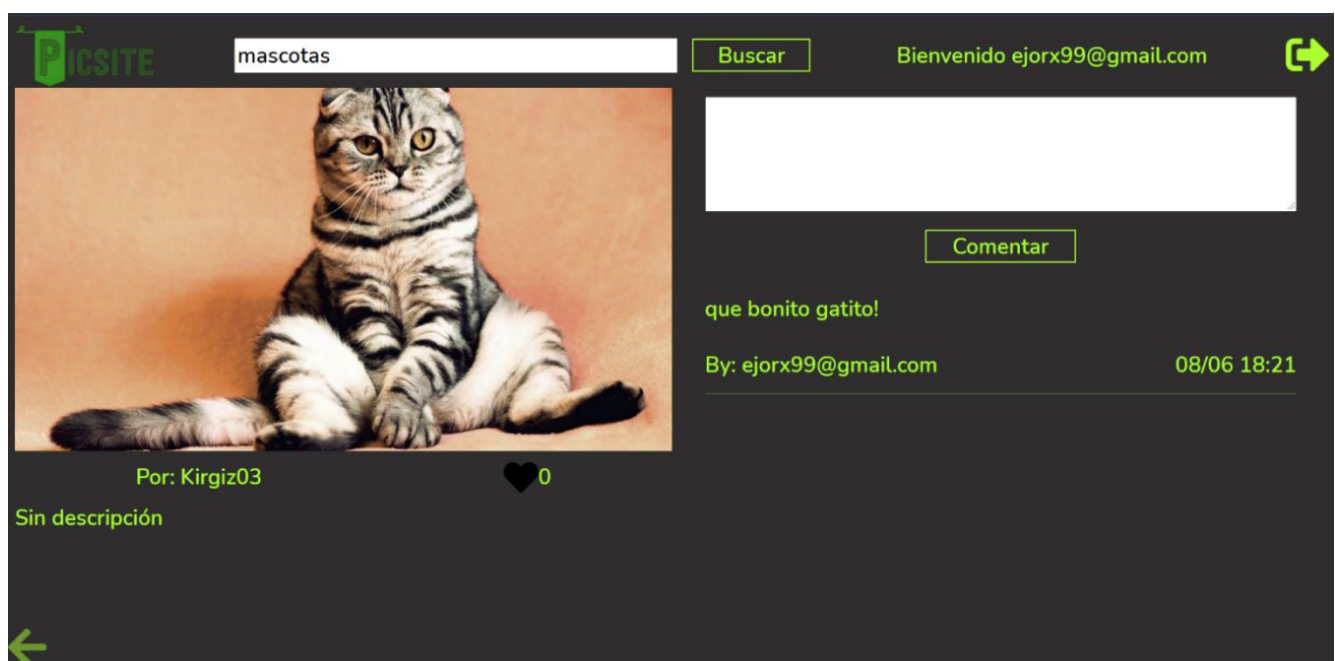 PICSITE
mascotas
Buscar
Bienvenido ejorx99@gmail.com
Comentar
que bonito gatito!
By: ejorx99@gmail.com
08/06 18:21
Por: Kirgiz03
0
Sin descripción